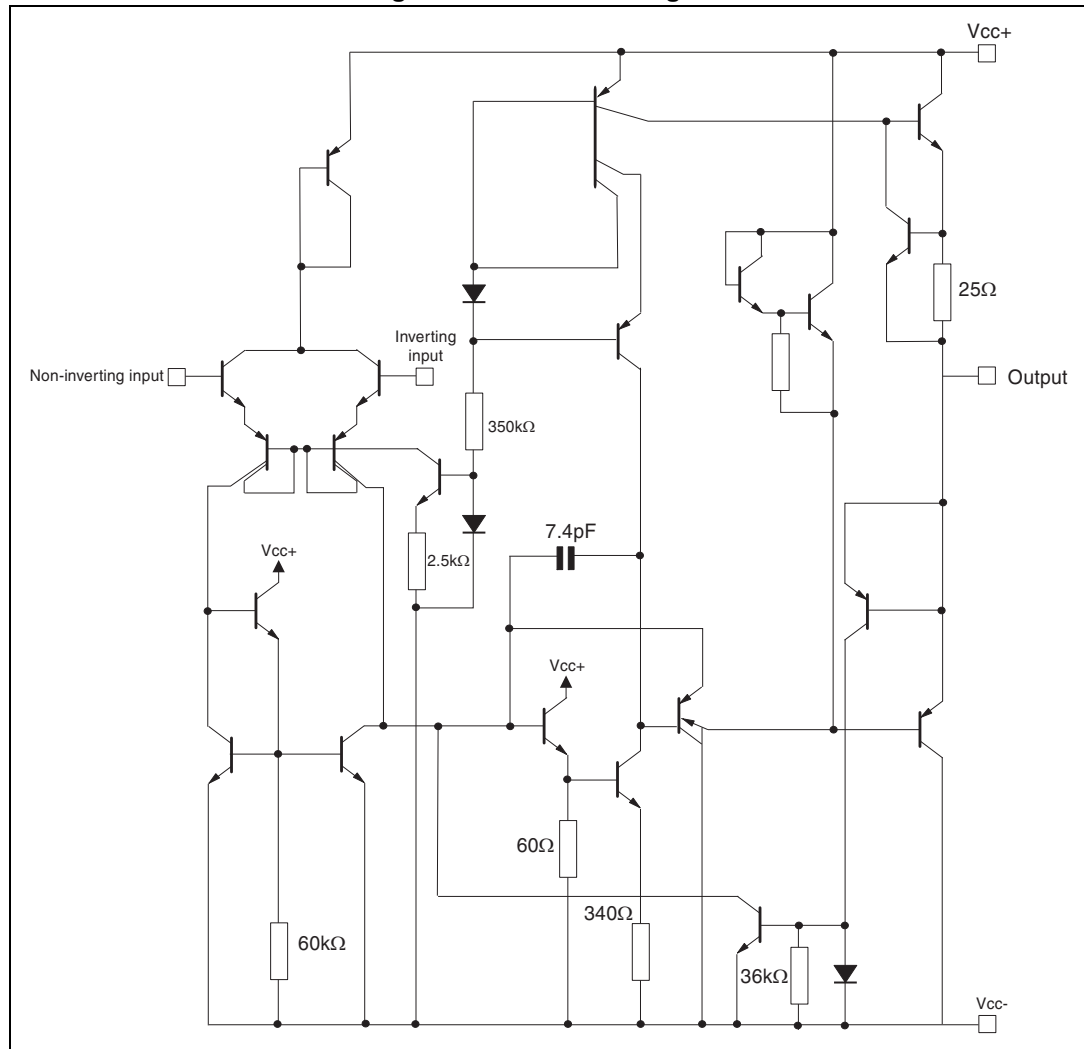 Vcc+
25Ω
Inverting
input
Non-inverting input
Output
350kΩ
7.4pF
2.5kΩ
Vcc+
Vcc+
60Ω
340Ω
60kΩ
36kΩ
Vcc-